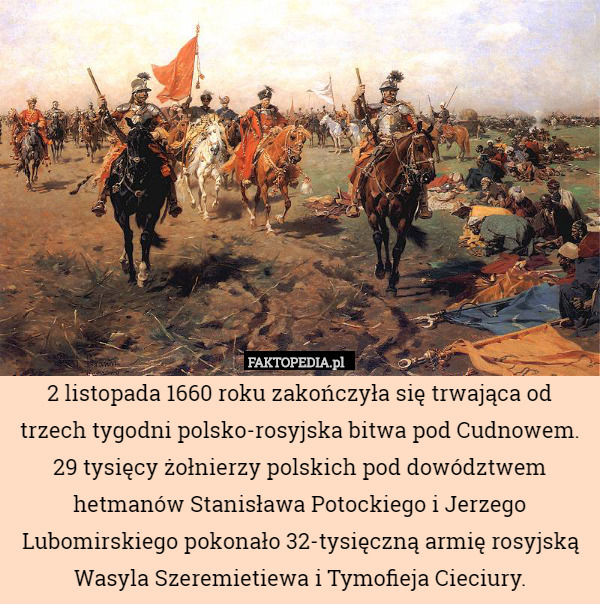 FAKTOPEDIA.pl
2 listopada 1660 roku zakończyła się trwająca od
trzech tygodni polsko-rosyjska bitwa pod Cudnowem.
29 tysięcy żołnierzy polskich pod dowództwem
hetmanów Stanisława Potockiego i Jerzego
Lubomirskiego pokonało 32-tysięczną armię rosyjską
Wasyla Szeremietiewa i Tymofieja Cieciury.